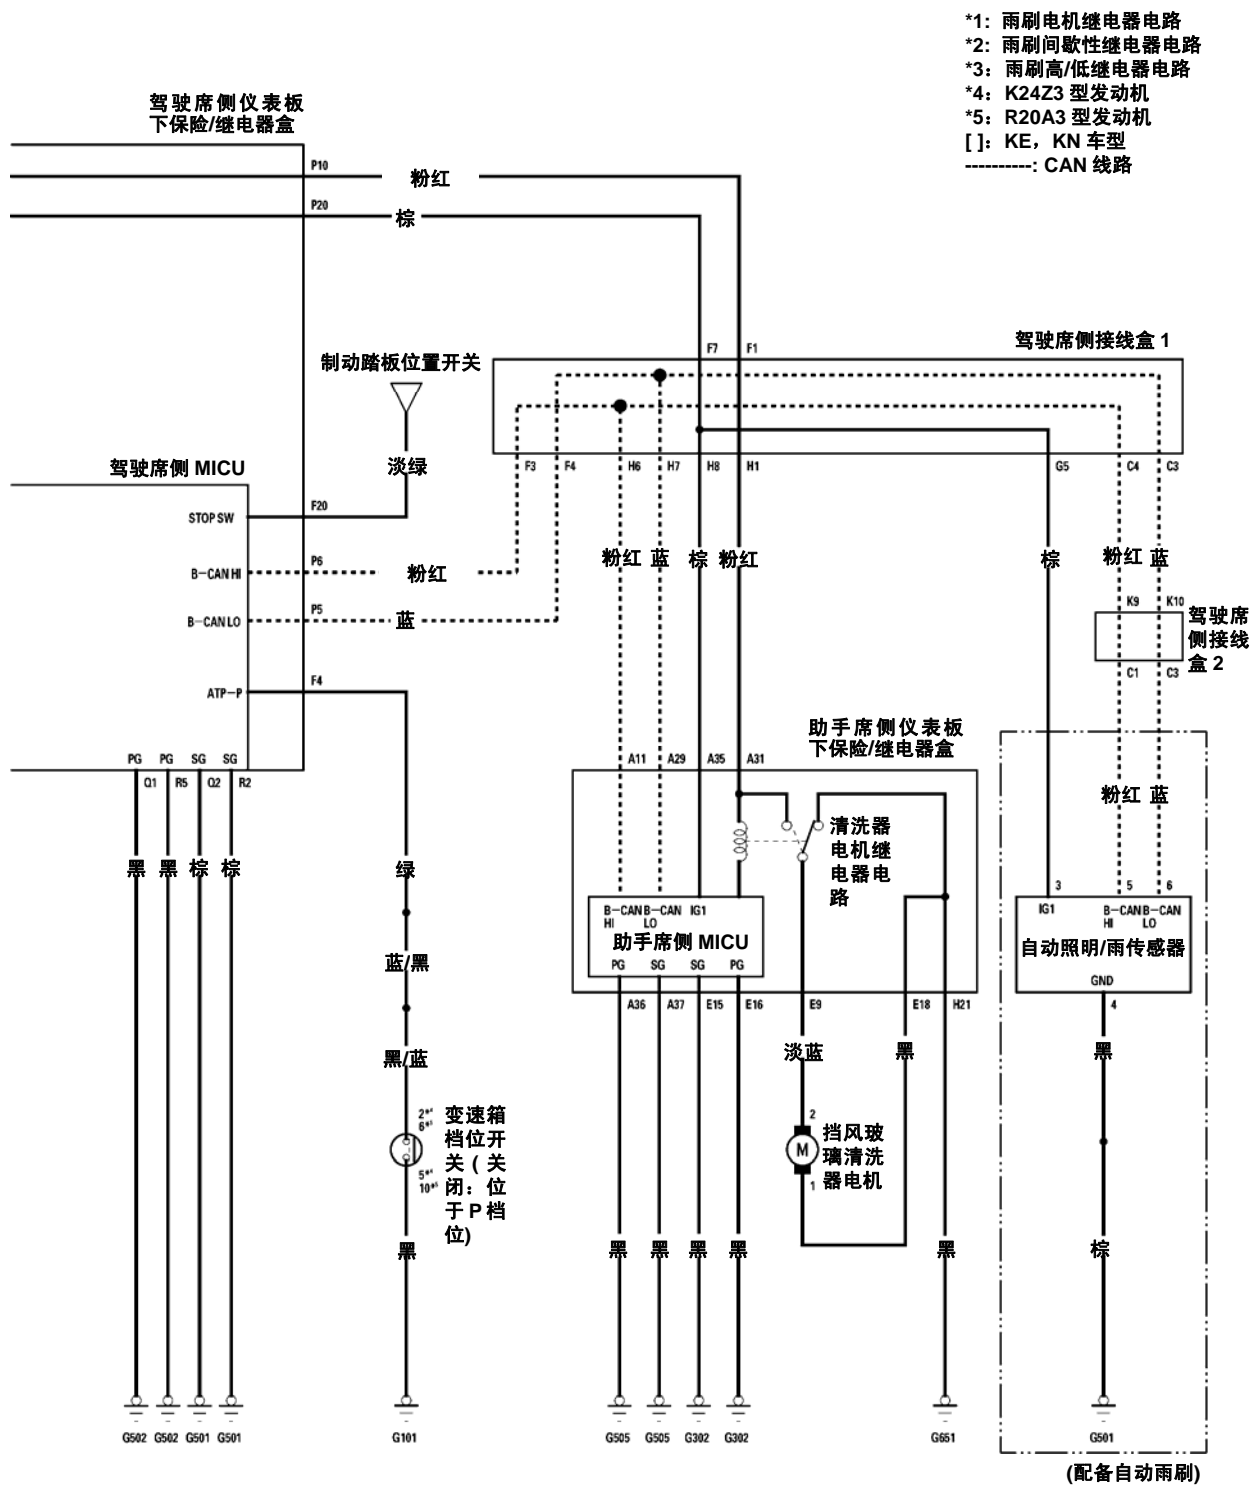 *1: 雨刷电机继电器电路
*2: 雨刷间歇性继电器电路
*3: 雨刷高/低继电器电路
*4: K24Z3 型发动机
*5: R20A3 型发动机
[ ]: KE, KN 车型
----------: CAN 线路
驾驶席侧仪表板
下保险/继电器盒
P10
粉红
P20
棕
驾驶席侧接线盒 1
F7 F1
制动踏板位置开关
淡绿
F3 F4 H6 H7 H8 H1 G5 C4 C3
驾驶席侧 MICU
STOP SW
F20
B-CAN HI
P6
粉红
B-CAN LO
P5
蓝
ATP-P
F4
粉红 蓝 棕 粉红 棕 粉红 蓝
K9 K10
驾驶席
侧接线
盒 2
C1 C3
PG PG SG SG
Q1 R5 Q2 R2
助手席侧仪表板
下保险/继电器盒
A11 A29 A35 A31
粉红 蓝
清洗器
电机继
电器电
路
黑 黑 棕 棕 绿
3 5 6
B-CAN HI B-CAN LO IG1
助手席侧 MICU
PG SG SG PG
IG1 B-CAN HI B-CAN LO
自动照明/雨传感器
GND
蓝/黑
A36 A37 E15 E16 E9 E18 H21 4
黑/蓝
淡蓝 黑 黑
2*⁴
6*⁵
变速箱
档位开
关 ( 关
闭：位
于 P 档
位)
5*⁴
10*⁵
2
M
1
挡风玻
璃清洗
器电机
黑 黑 黑 黑 黑 黑 棕
G502 G502 G501 G501 G101 G505 G505 G302 G302 G651 G501
(配备自动雨刷)